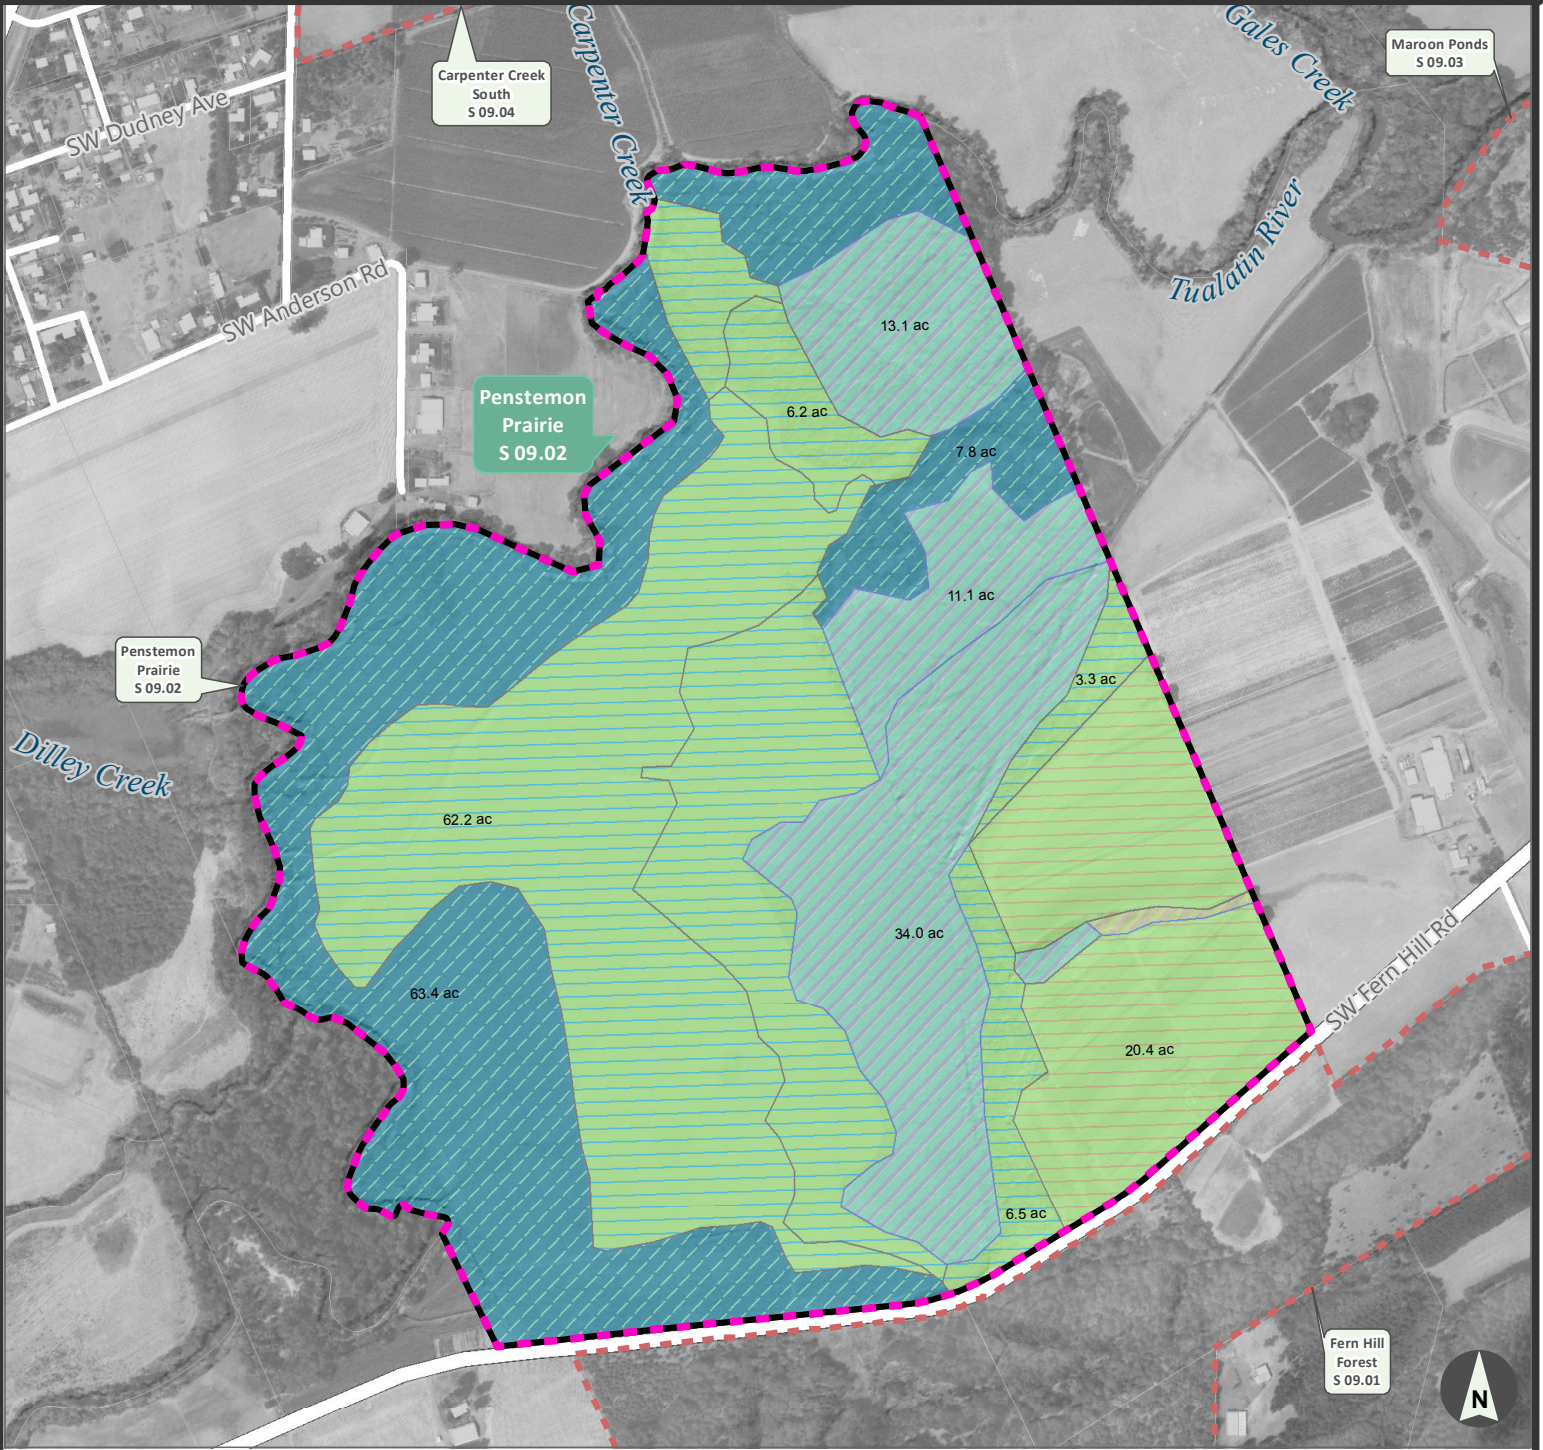 Carpenter Creek
Gales Creek
Maroon Ponds
S 09.03
Carpenter Creek
South
S 09.04
SW Dudney Ave
Tualatin River
SW Anderson Rd
13.1 ac
Penstemon
Prairie
S 09.02
6.2 ac
7.8 ac
11.1 ac
Penstemon
Prairie
S 09.02
3.3 ac
Dilley Creek
62.2 ac
34.0 ac
SW Fern Hill Rd
63.4 ac
20.4 ac
6.5 ac
Fern Hill
Forest
S 09.01
N